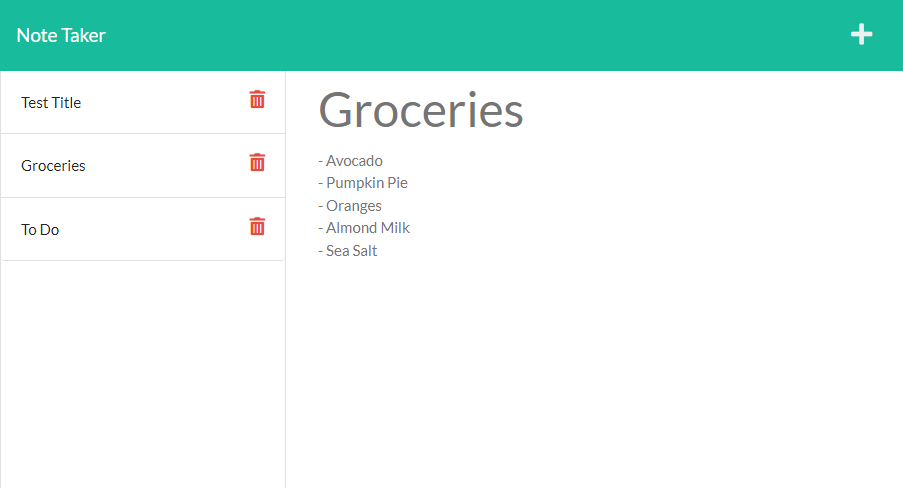 Note Taker
Test Title
Groceries
To Do
Groceries
- Avocado
- Pumpkin Pie
- Oranges
- Almond Milk
- Sea Salt